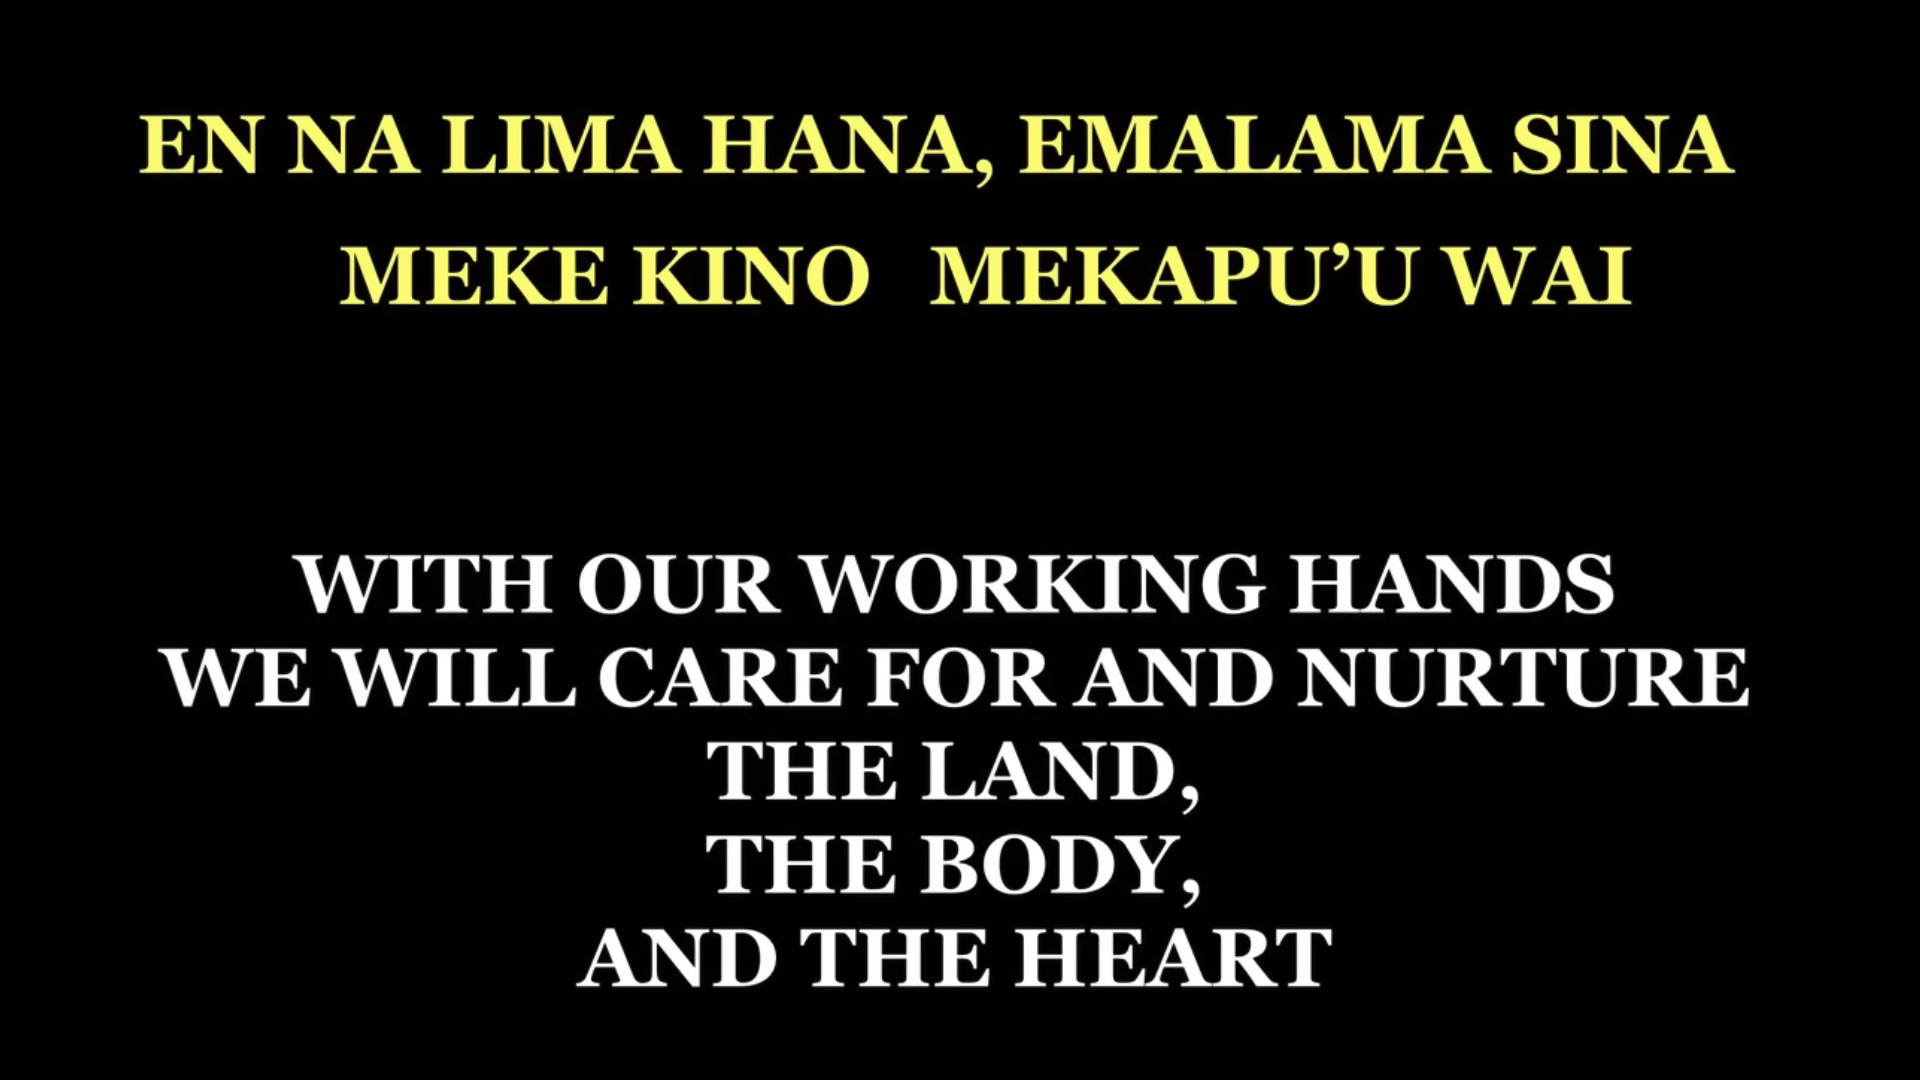 EN NA LIMA HANA, EMALAMA SINA
MEKE KINO MEKAPU’U WAI
WITH OUR WORKING HANDS
WE WILL CARE FOR AND NURTURE
THE LAND,
THE BODY,
AND THE HEART